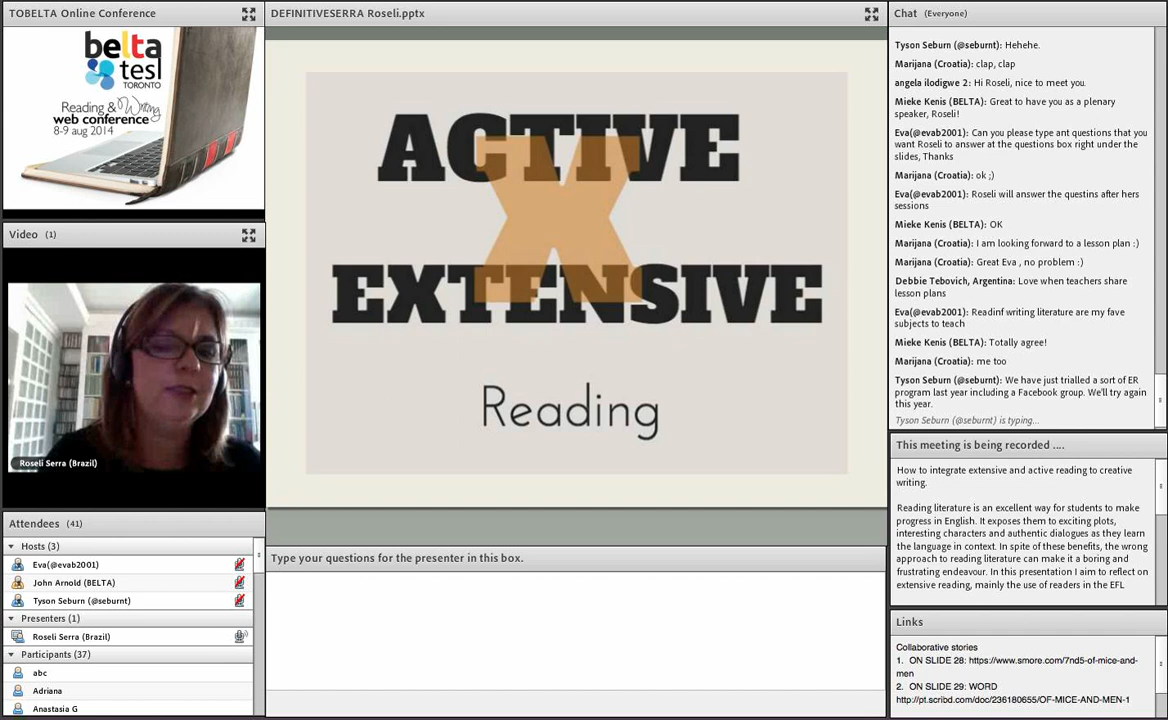 TOBELTA Online Conference
belta
tesl
TORONTO
Reading & Writing
web conference
8-9 aug 2014
Video (1)
Roseli Serra (Brazil)
Attendees (41)
Hosts (3)
Eva(@evab2001)
John Arnold (BELTA)
Tyson Seburn (@seburnt)
Presenters (1)
Roseli Serra (Brazil)
Participants (37)
abc
Adriana
Anastasia G
DEFINITIVESERRA Roseli.pptx
ACTIVE
X
EXTENSIVE
Reading
Type your questions for the presenter in this box.
Chat (Everyone)
Tyson Seburn (@seburnt): Hehehe.
Marijana (Croatia): clap, clap
angela ilodigwe 2: Hi Roseli, nice to meet you.
Mieke Kenis (BELTA): Great to have you as a plenary
speaker, Roseli!
Eva(@evab2001): Can you please type ant questions that you
want Roseli to answer at the questions box right under the
slides, Thanks
Marijana (Croatia): ok ;)
Eva(@evab2001): Roseli will answer the questins after hers
sessions
Mieke Kenis (BELTA): OK
Marijana (Croatia): I am looking forward to a lesson plan :)
Marijana (Croatia): Great Eva , no problem :)
Debbie Tebovich, Argentina: Love when teachers share
lesson plans
Eva(@evab2001): Readinf writing literature are my fave
subjects to teach
Mieke Kenis (BELTA): Totally agree!
Marijana (Croatia): me too
Tyson Seburn (@seburnt): We have just trialled a sort of ER
program last year including a Facebook group. We'll try again
this year.
Tyson Seburn (@seburnt) is typing...
This meeting is being recorded ....
How to integrate extensive and active reading to creative
writing.
Reading literature is an excellent way for students to make
progress in English. It exposes them to exciting plots,
interesting characters and authentic dialogues as they learn
the language in context. In spite of these benefits, the wrong
approach to reading literature can make it a boring and
frustrating endeavour. In this presentation I aim to reflect on
extensive reading, mainly the use of readers in the EFL
Links
Collaborative stories
1. ON SLIDE 28: https://www.smore.com/7nd5-of-mice-and-
men
2. ON SLIDE 29: WORD
http://pt.scribd.com/doc/236180655/OF-MICE-AND-MEN-1